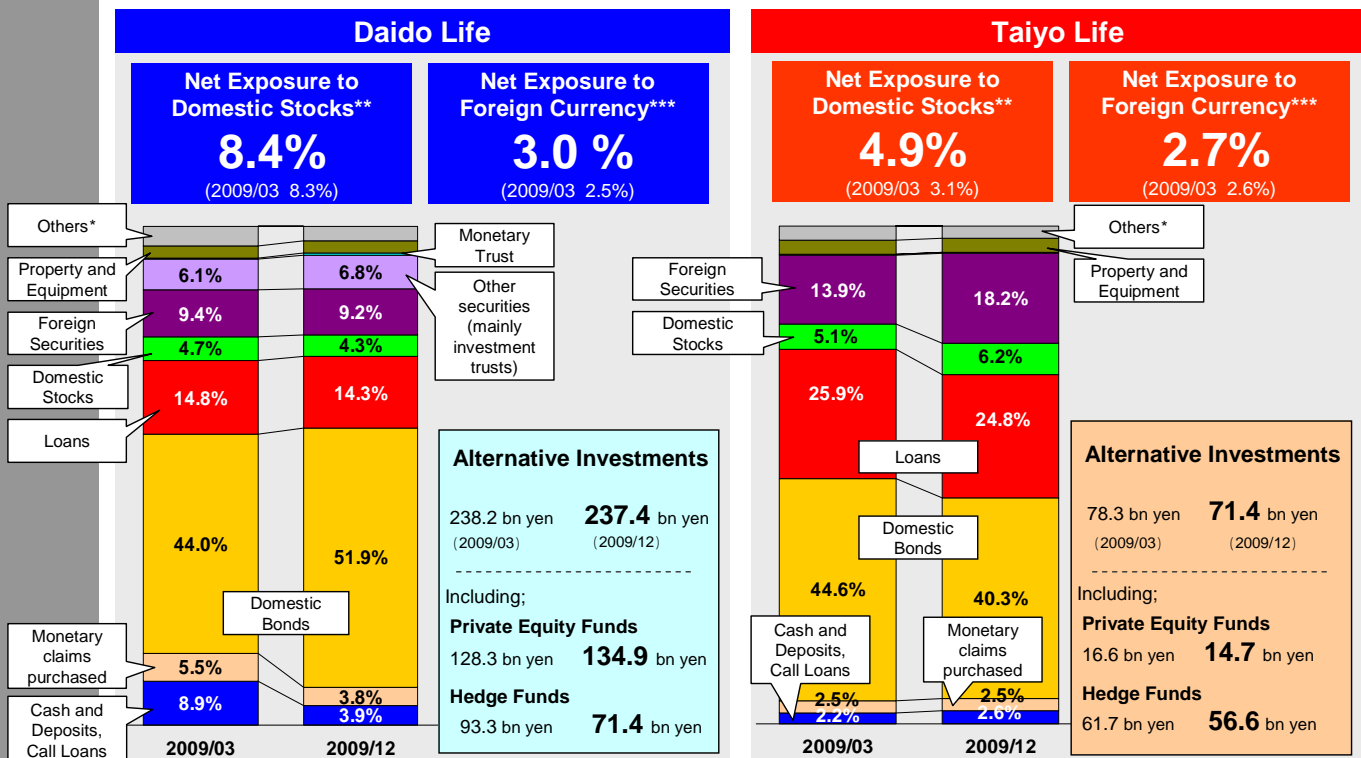 Daido Life
Net Exposure to
Domestic Stocks**
8.4%
(2009/03 8.3%)
Net Exposure to
Foreign Currency***
3.0 %
(2009/03 2.5%)
Others*
Property and
Equipment
Foreign
Securities
Domestic
Stocks
Loans
Monetary
claims
purchased
Cash and
Deposits,
Call Loans
6.1%
9.4%
4.7%
14.8%
44.0%
5.5%
8.9%
2009/03
6.8%
9.2%
4.3%
14.3%
51.9%
3.8%
3.9%
2009/12
Domestic
Bonds
Monetary
Trust
Other
securities
(mainly
investment
trusts)
Alternative Investments
238.2 bn yen 237.4 bn yen
(2009/03) (2009/12)
Including;
Private Equity Funds
128.3 bn yen 134.9 bn yen
Hedge Funds
93.3 bn yen 71.4 bn yen
Taiyo Life
Net Exposure to
Domestic Stocks**
4.9%
(2009/03 3.1%)
Net Exposure to
Foreign Currency***
2.7%
(2009/03 2.6%)
Foreign
Securities
Domestic
Stocks
13.9%
5.1%
25.9%
44.6%
2.5%
2.2%
2009/03
Loans
Domestic
Bonds
Cash and
Deposits,
Call Loans
Monetary
claims
purchased
18.2%
6.2%
24.8%
40.3%
2.5%
2.6%
2009/12
Others*
Property and
Equipment
Alternative Investments
78.3 bn yen 71.4 bn yen
(2009/03) (2009/12)
Including;
Private Equity Funds
16.6 bn yen 14.7 bn yen
Hedge Funds
61.7 bn yen 56.6 bn yen